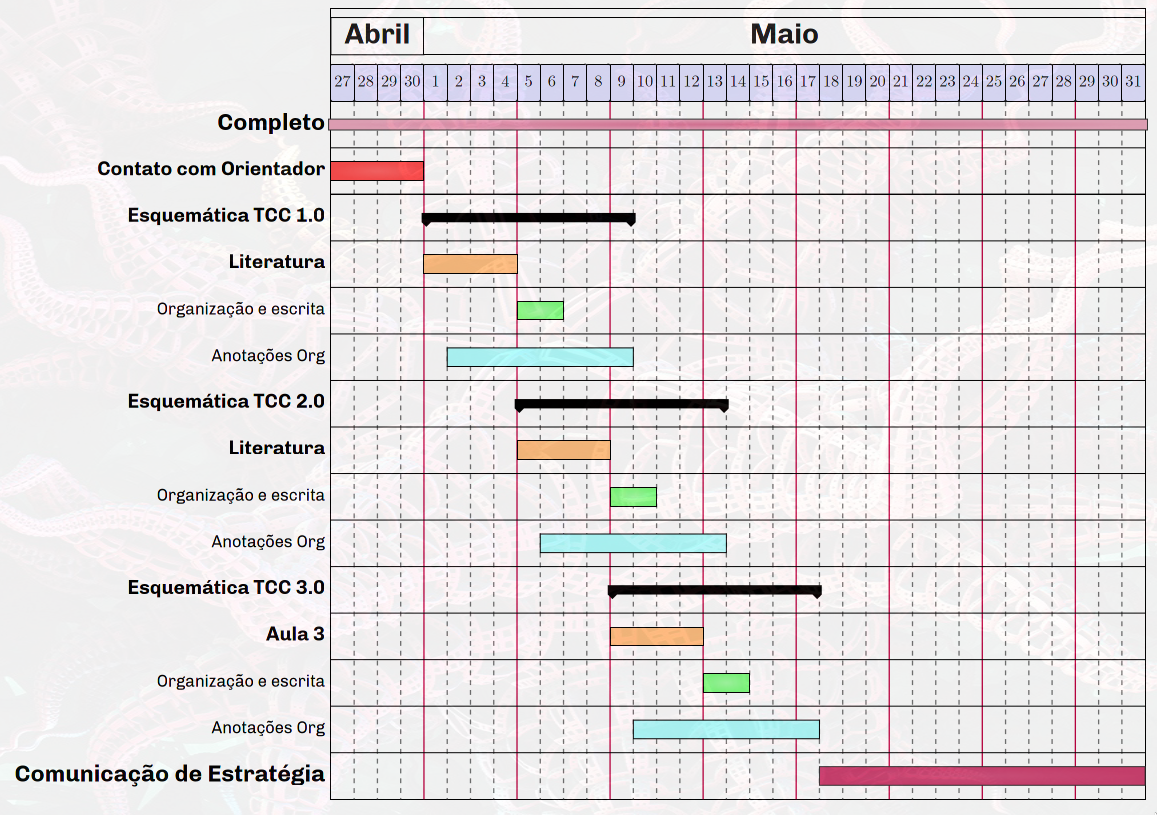 Abril Maio
27 28 29 30 1 2 3 4 5 6 7 8 9 10 11 12 13 14 15 16 17 18 19 20 21 22 23 24 25 26 27 28 29 30 31
Completo
Contato com Orientador
Esquemática TCC 1.0
Literatura
Organização e escrita
Anotações Org
Esquemática TCC 2.0
Literatura
Organização e escrita
Anotações Org
Esquemática TCC 3.0
Aula 3
Organização e escrita
Anotações Org
Comunicação de Estratégia